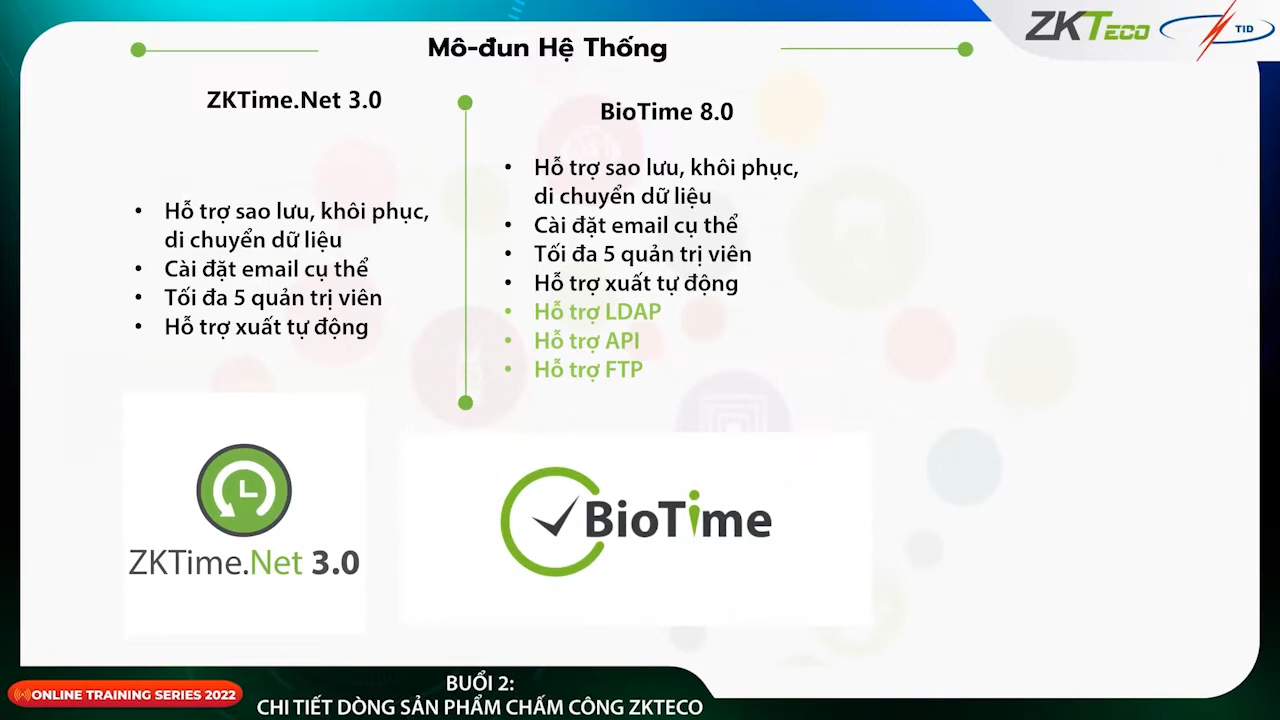 ZKTECO
TID
Mô-đun Hệ Thống
ZKTime.Net 3.0
• Hỗ trợ sao lưu, khôi phục,
di chuyển dữ liệu
• Cài đặt email cụ thể
• Tối đa 5 quản trị viên
• Hỗ trợ xuất tự động
ZKTime.Net 3.0
BioTime 8.0
• Hỗ trợ sao lưu, khôi phục,
di chuyển dữ liệu
• Cài đặt email cụ thể
• Tối đa 5 quản trị viên
• Hỗ trợ xuất tự động
• Hỗ trợ LDAP
• Hỗ trợ API
• Hỗ trợ FTP
BioTime
ONLINE TRAINING SERIES 2022
BUỔI 2:
CHI TIẾT DÒNG SẢN PHẨM CHẤM CÔNG ZKTECO